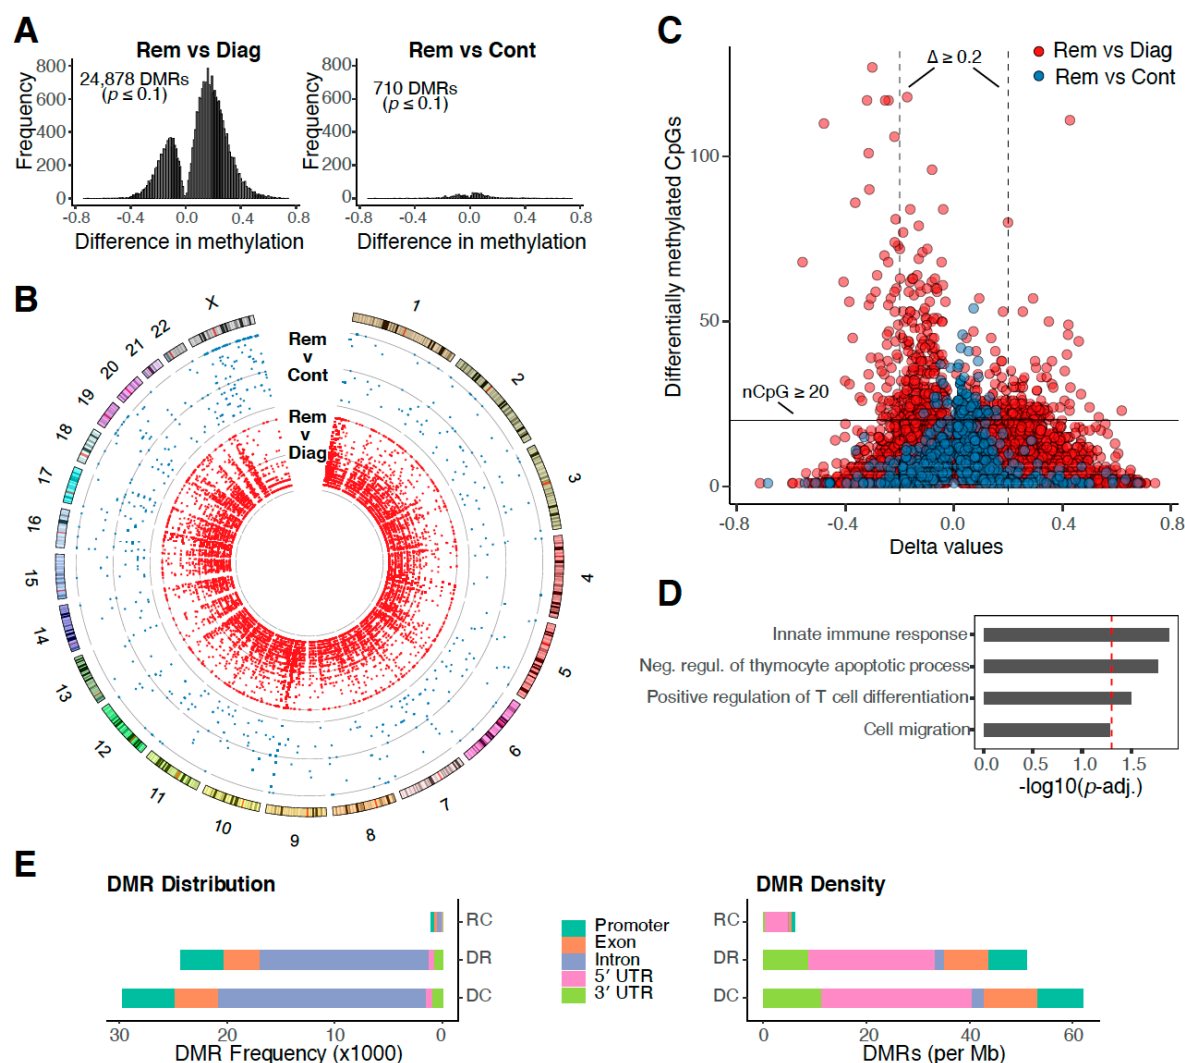 A
Rem vs Diag
Frequency
800
600
400
200
0
24,878 DMRs
(p ≤ 0.1)
-0.8 -0.4 0.0 0.4 0.8
Difference in methylation
Rem vs Cont
Frequency
800
600
400
200
0
710 DMRs
(p ≤ 0.1)
-0.8 -0.4 0.0 0.4 0.8
Difference in methylation
B
Rem
v
Cont
Rem
v
Diag
1
2
3
4
5
6
7
8
9
10
11
12
13
14
15
16
17
18
19
20
21
22
X
C
Rem vs Diag
Rem vs Cont
Δ ≥ 0.2
nCpG ≥ 20
Differentially methylated CpGs
100
50
0
-0.8 -0.4 0.0 0.4 0.8
Delta values
D
Innate immune response
Neg. regul. of thymocyte apoptotic process
Positive regulation of T cell differentiation
Cell migration
0.0 0.5 1.0 1.5
-log10(p-adj.)
E
DMR Distribution
RC
DR
DC
30 20 10 0
DMR Frequency (x1000)
Promoter
Exon
Intron
5′ UTR
3′ UTR
DMR Density
RC
DR
DC
0 20 40 60
DMRs (per Mb)